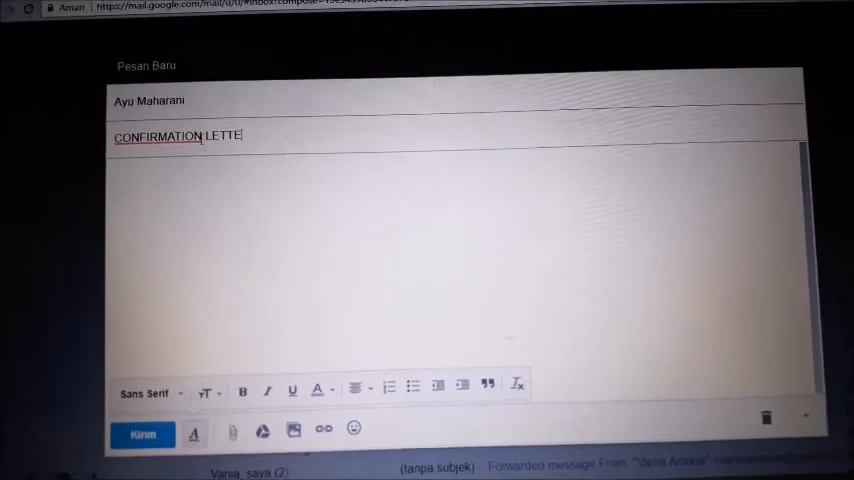 Aman https://mail.google.com/mail/u/0/#inbox?compose=
Pesan Baru
Ayu Maharani
CONFIRMATION LETTE
Sans Serif
Kirim
Vania, saya (2) (tanpa subjek) - Forwarded message From "Vania Amalia"